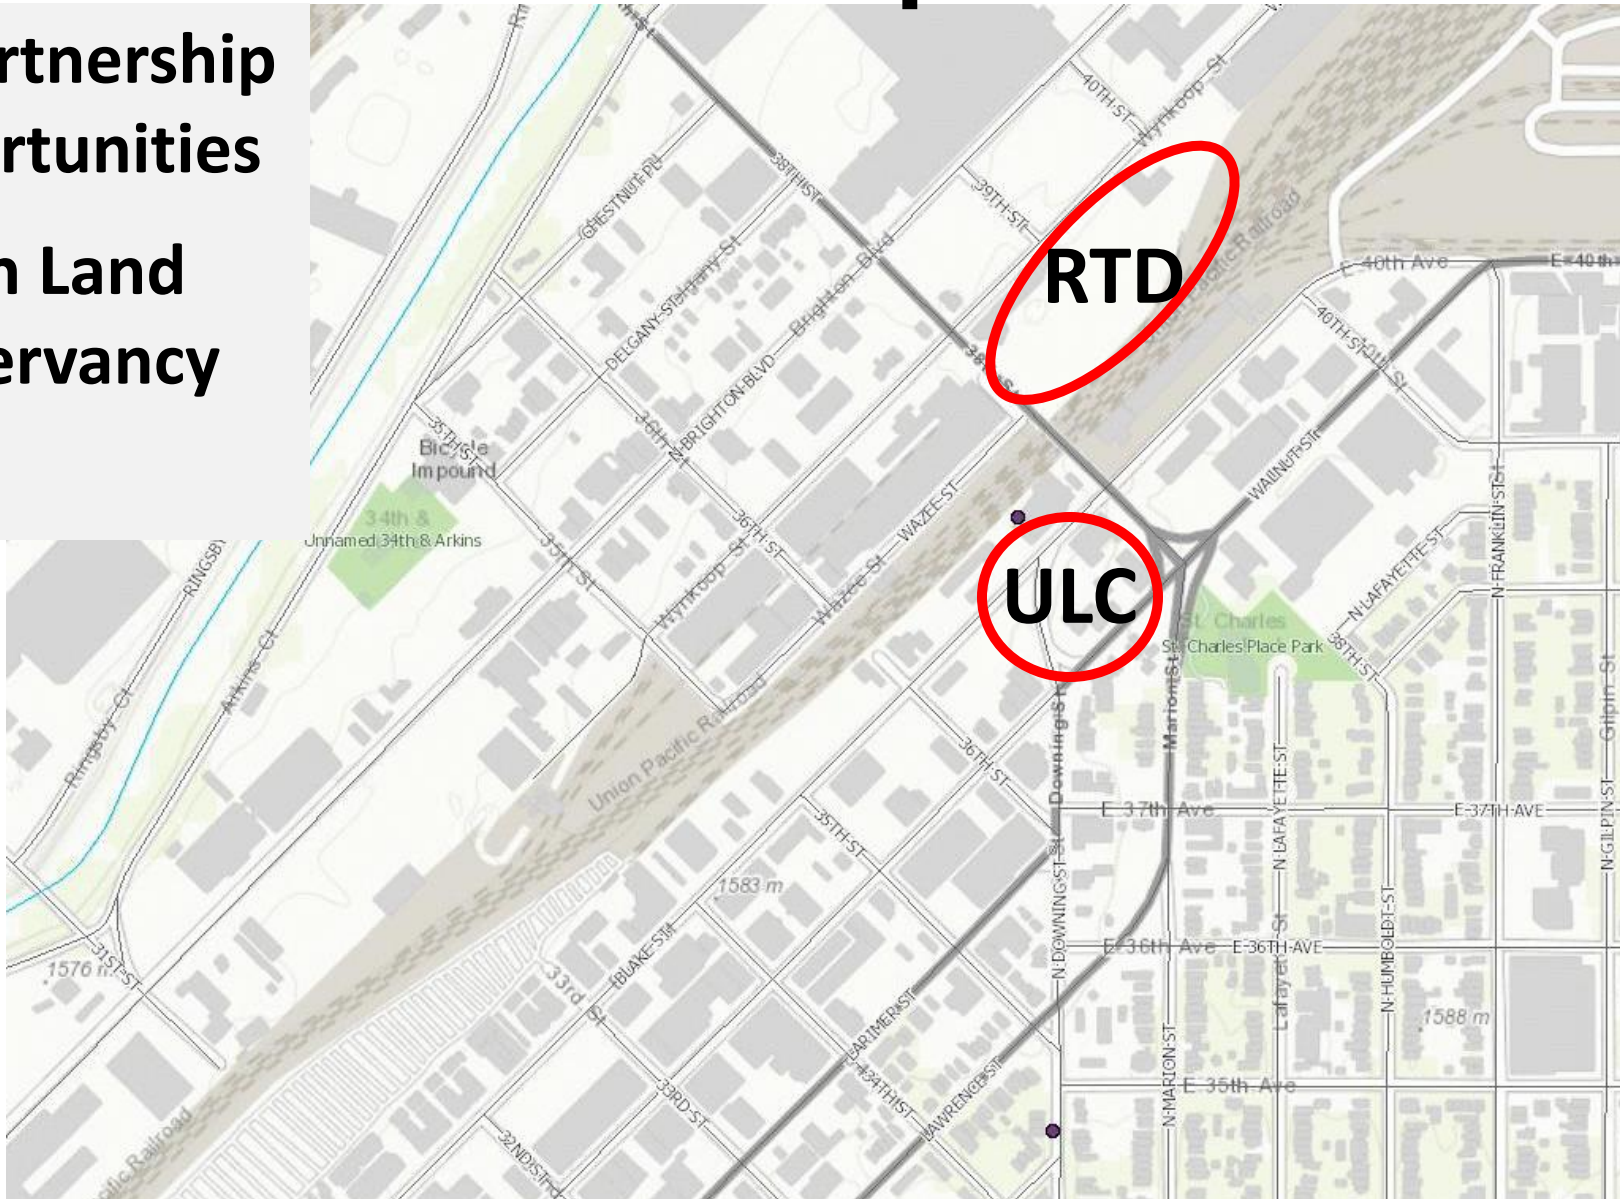 rtnership
rtunities
n Land
ervancy
RTD
ULC
40TH ST
Wynkoop St
39TH ST
38TH ST
CHESTNUT PL
DELGANY ST
Delgany St
Brighton Blvd
N BRIGHTON BLVD
36th St
35TH ST
Bicycle
Impound
34th &
Unnamed 34th & Arkins
35th St
36TH ST
Wynkoop St
WAZEE ST
Wazee St
Union Pacific Railroad
E 40th Ave
E 40th
40TH ST
40th St
WALNUT ST
N FRANKLIN ST
N LAFAYETTE ST
38TH ST
St. Charles
St. Charles Place Park
Gilpin St
N GILPIN ST
RINGSBY
Ringsby Ct
Arkins Ct
Downing St
Marion St
36TH ST
35TH ST
E 37th Ave
E-37TH-AVE
N LAFAYETTE ST
1583 m
BLAKE ST
33rd St
N DOWNING ST
E 36th Ave
E-36TH-AVE
Lafayette St
N HUMBOLDT ST
1588 m
1576 m
31ST ST
LARIMER ST
34TH ST
LAWRENCE ST
N MARION ST
E 35th Ave
33RD ST
32ND ST
ific Railroad